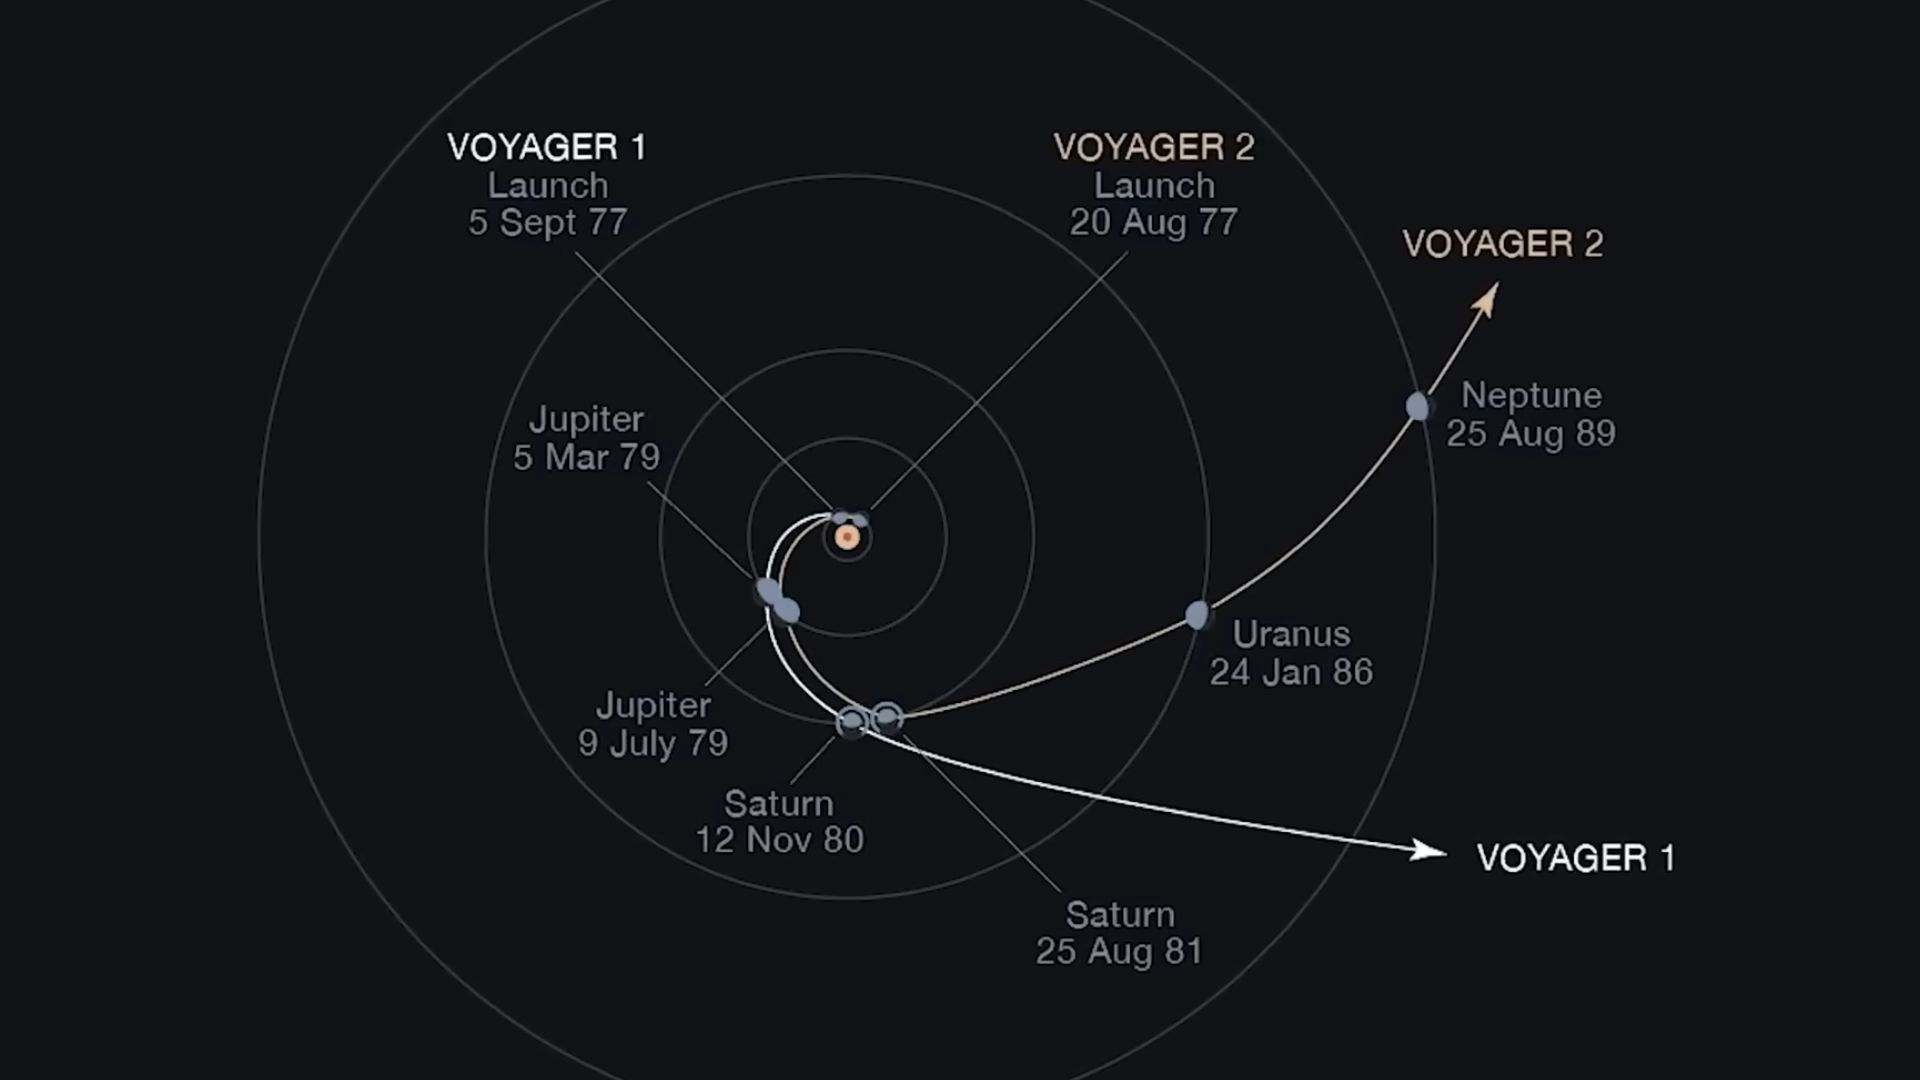 VOYAGER 1
Launch
5 Sept 77
VOYAGER 2
Launch
20 Aug 77
VOYAGER 2
Neptune
25 Aug 89
Jupiter
5 Mar 79
Uranus
24 Jan 86
Jupiter
9 July 79
Saturn
12 Nov 80
VOYAGER 1
Saturn
25 Aug 81